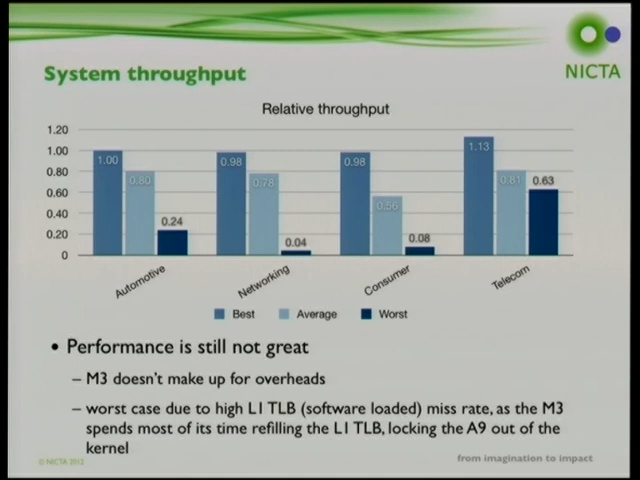 NICTA
System throughput
Relative throughput
1.20
1.00
0.80
0.60
0.40
0.20
0
1.00
0.80
0.24
0.98
0.78
0.04
0.98
0.56
0.08
1.13
0.81
0.63
Automotive
Networking
Consumer
Telecom
Best
Average
Worst
• Performance is still not great
– M3 doesn't make up for overheads
– worst case due to high L1 TLB (software loaded) miss rate, as the M3
spends most of its time refilling the L1 TLB, locking the A9 out of the
kernel
© NICTA 2012
from imagination to impact